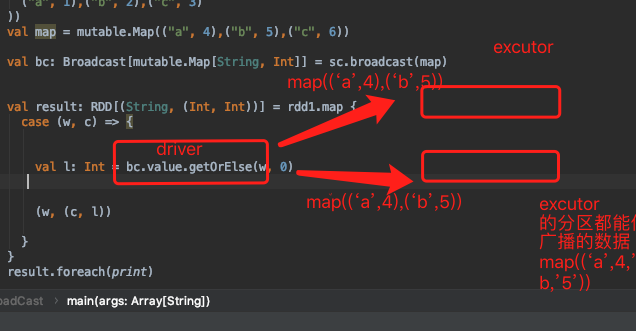 ("a", 1),("b", 2),("c", 3)
))
val map = mutable.Map(("a", 4),("b", 5),("c", 6))
excutor
val bc: Broadcast[mutable.Map[String, Int]] = sc.broadcast(map)
map((‘a’,4),(‘b’,5))
val result: RDD[(String, (Int, Int))] = rdd1.map {
case (w, c) => {
driver
val l: Int = bc.value.getOrElse(w, 0)
map((‘a’,4),(‘b’,5))
excutor
(w, (c, l))
的分区都能
广播的数据
}
map((‘a’,4,’
b,’5’))
}
result.foreach(print)
oadCast
main(args: Array[String])